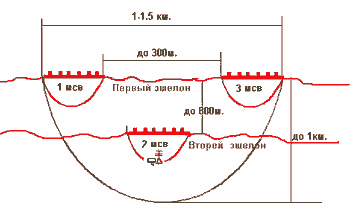 1-1.5 км.
до 300м.
1 мсв
Первый эшелон
3 мсв
до 800м.
до 1км.
2 мсв
Второй эшелон